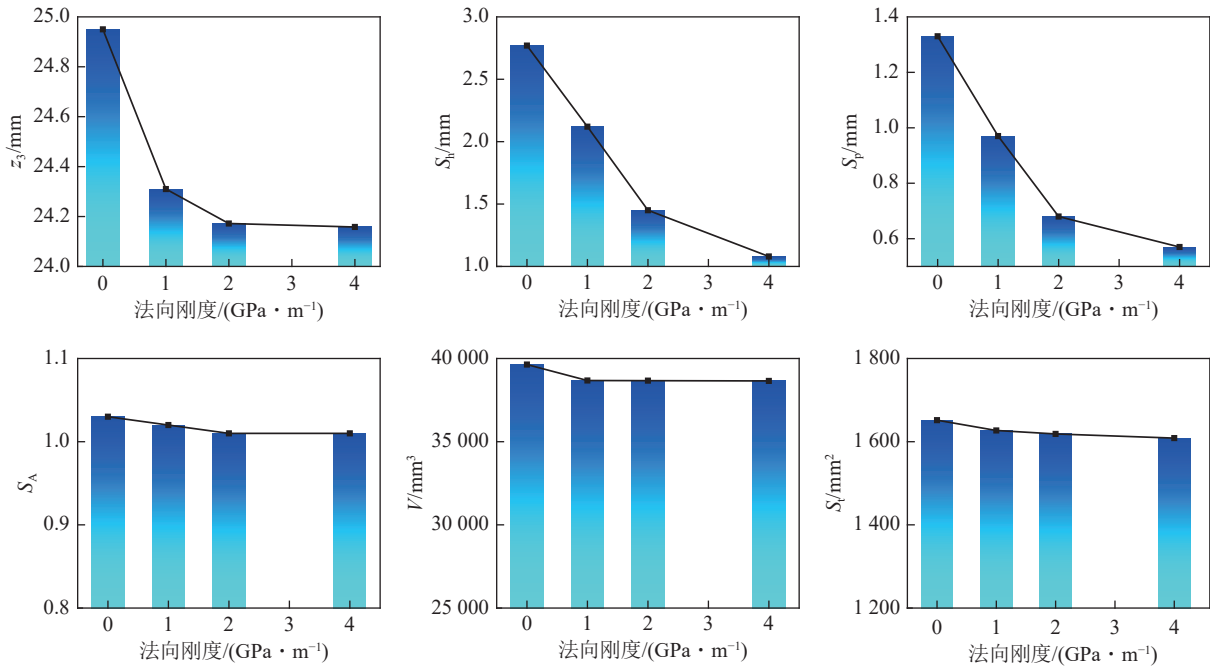 25.0
24.8
24.6
24.4
24.2
24.0
z₃/mm
0 1 2 3 4
法向刚度/(GPa·m⁻¹)
3.0
2.5
2.0
1.5
1.0
Sₕ/mm
0 1 2 3 4
法向刚度/(GPa·m⁻¹)
1.4
1.2
1.0
0.8
0.6
Sₚ/mm
0 1 2 3 4
法向刚度/(GPa·m⁻¹)
1.1
1.0
0.9
0.8
S_A
0 1 2 3 4
法向刚度/(GPa·m⁻¹)
40 000
35 000
30 000
25 000
V/mm³
0 1 2 3 4
法向刚度/(GPa·m⁻¹)
1 800
1 600
1 400
1 200
Sₜ/mm²
0 1 2 3 4
法向刚度/(GPa·m⁻¹)